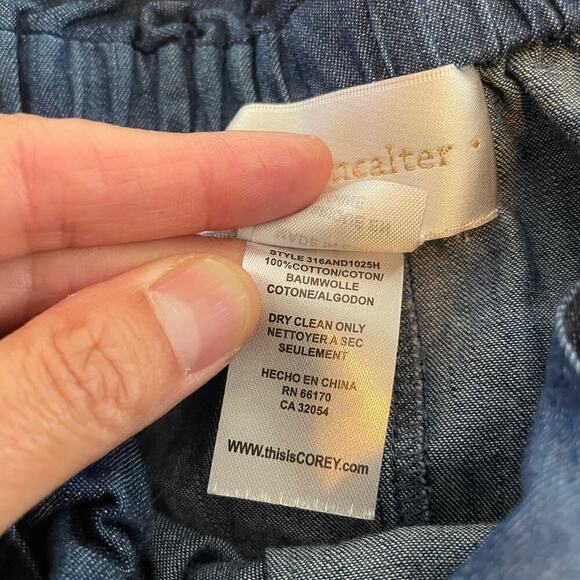 ncalter
STYLE 316AND1025H
100%COTTON/COTON/
BAUMWOLLE
COTONE/ALGODON
DRY CLEAN ONLY
NETTOYER A SEC
SEULEMENT
HECHO EN CHINA
RN 66170
CA 32054
www.thisisCOREY.com